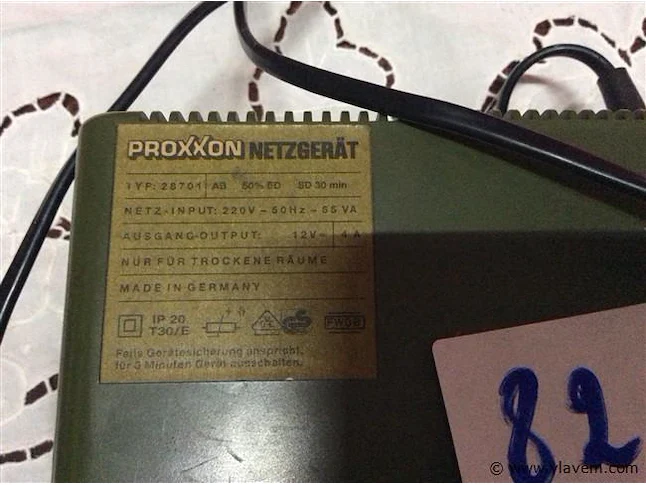 PROXXON NETZGERÄT
TYP: 28701 AB 50% ED SD 30 min
NETZ-INPUT: 220V ~ 50Hz ~ 55 VA
AUSGANG-OUTPUT: 12V⎓ 4 A
NUR FÜR TROCKENE RÄUME
MADE IN GERMANY
IP 20
T30/E
Falls Gerätesicherung anspricht,
für 3 Minuten Gerät ausschalten.
82
© www.vlavem.com